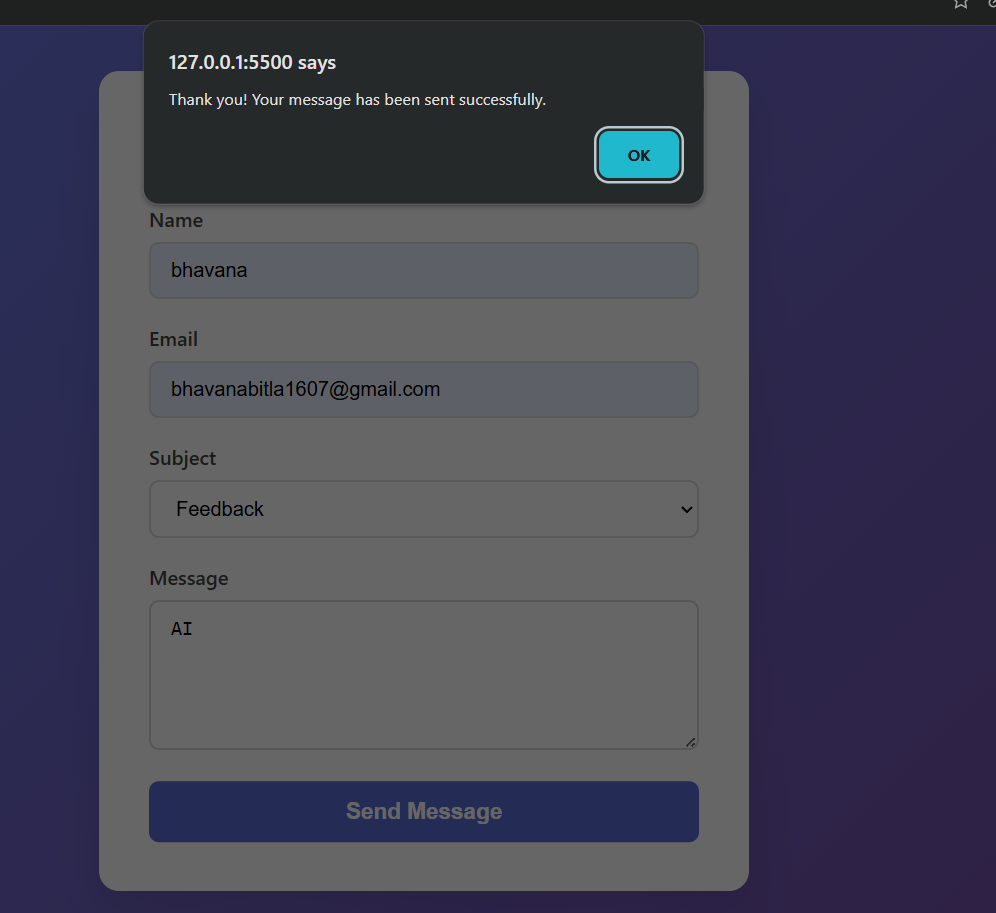 127.0.0.1:5500 says
Thank you! Your message has been sent successfully.
OK
Name
bhavana
Email
bhavanabitla1607@gmail.com
Subject
Feedback
Message
AI
Send Message